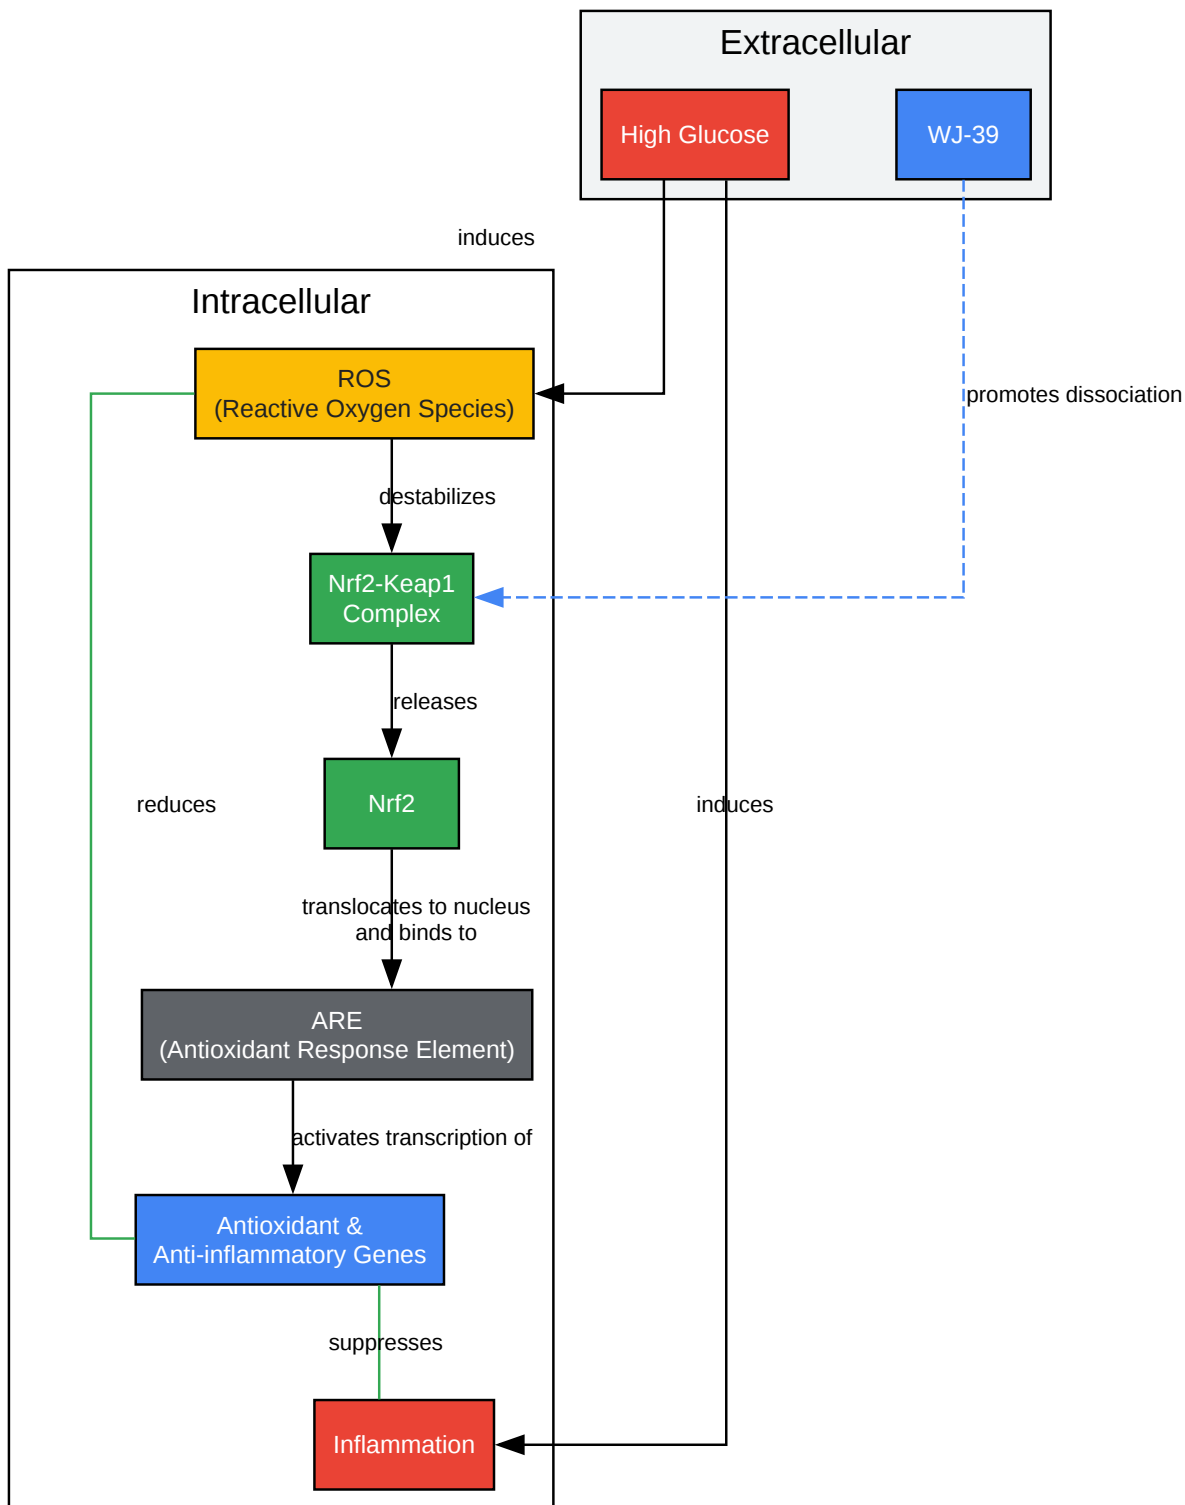 Extracellular
High Glucose
WJ-39
induces
Intracellular
ROS
(Reactive Oxygen Species)
promotes dissociation
destabilizes
Nrf2-Keap1
Complex
releases
Nrf2
reduces
induces
translocates to nucleus
and binds to
ARE
(Antioxidant Response Element)
activates transcription of
Antioxidant &
Anti-inflammatory Genes
suppresses
Inflammation